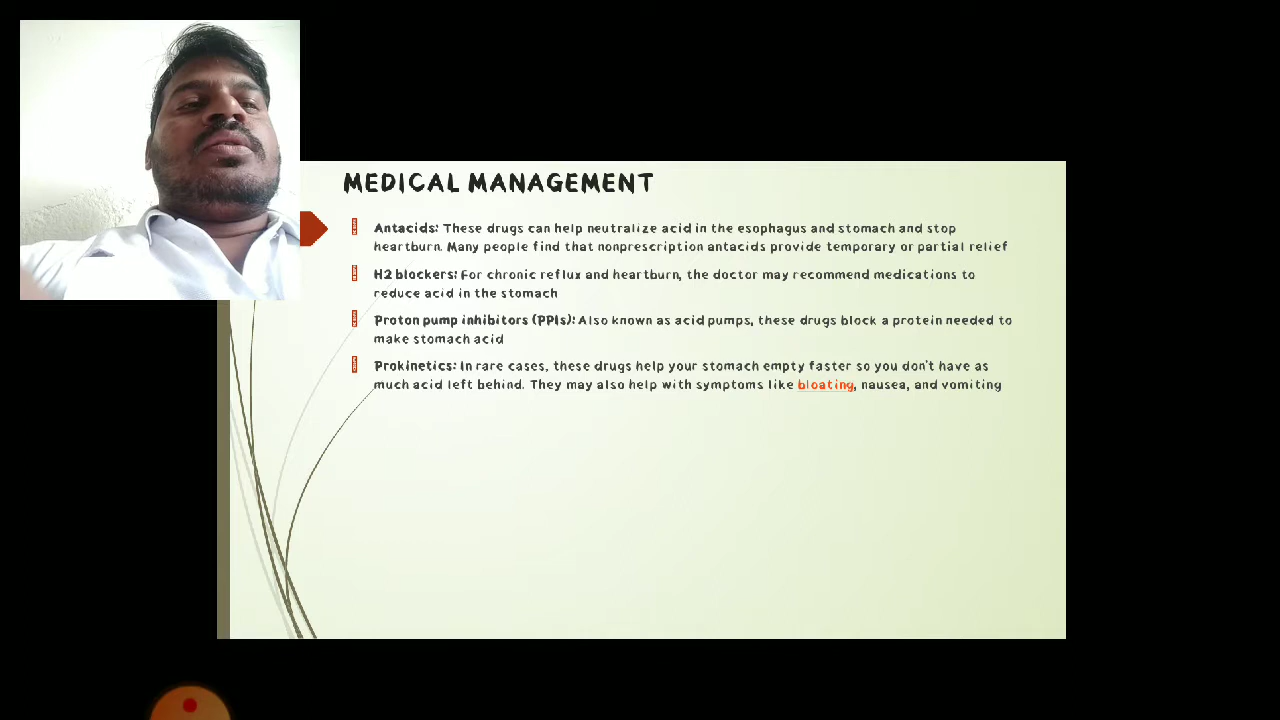 MEDICAL MANAGEMENT
Antacids: These drugs can help neutralize acid in the esophagus and stomach and stop
heartburn. Many people find that nonprescription antacids provide temporary or partial relief
H2 blockers: For chronic reflux and heartburn, the doctor may recommend medications to
reduce acid in the stomach
Proton pump inhibitors (PPIs): Also known as acid pumps, these drugs block a protein needed to
make stomach acid
Prokinetics: In rare cases, these drugs help your stomach empty faster so you don't have as
much acid left behind. They may also help with symptoms like bloating, nausea, and vomiting